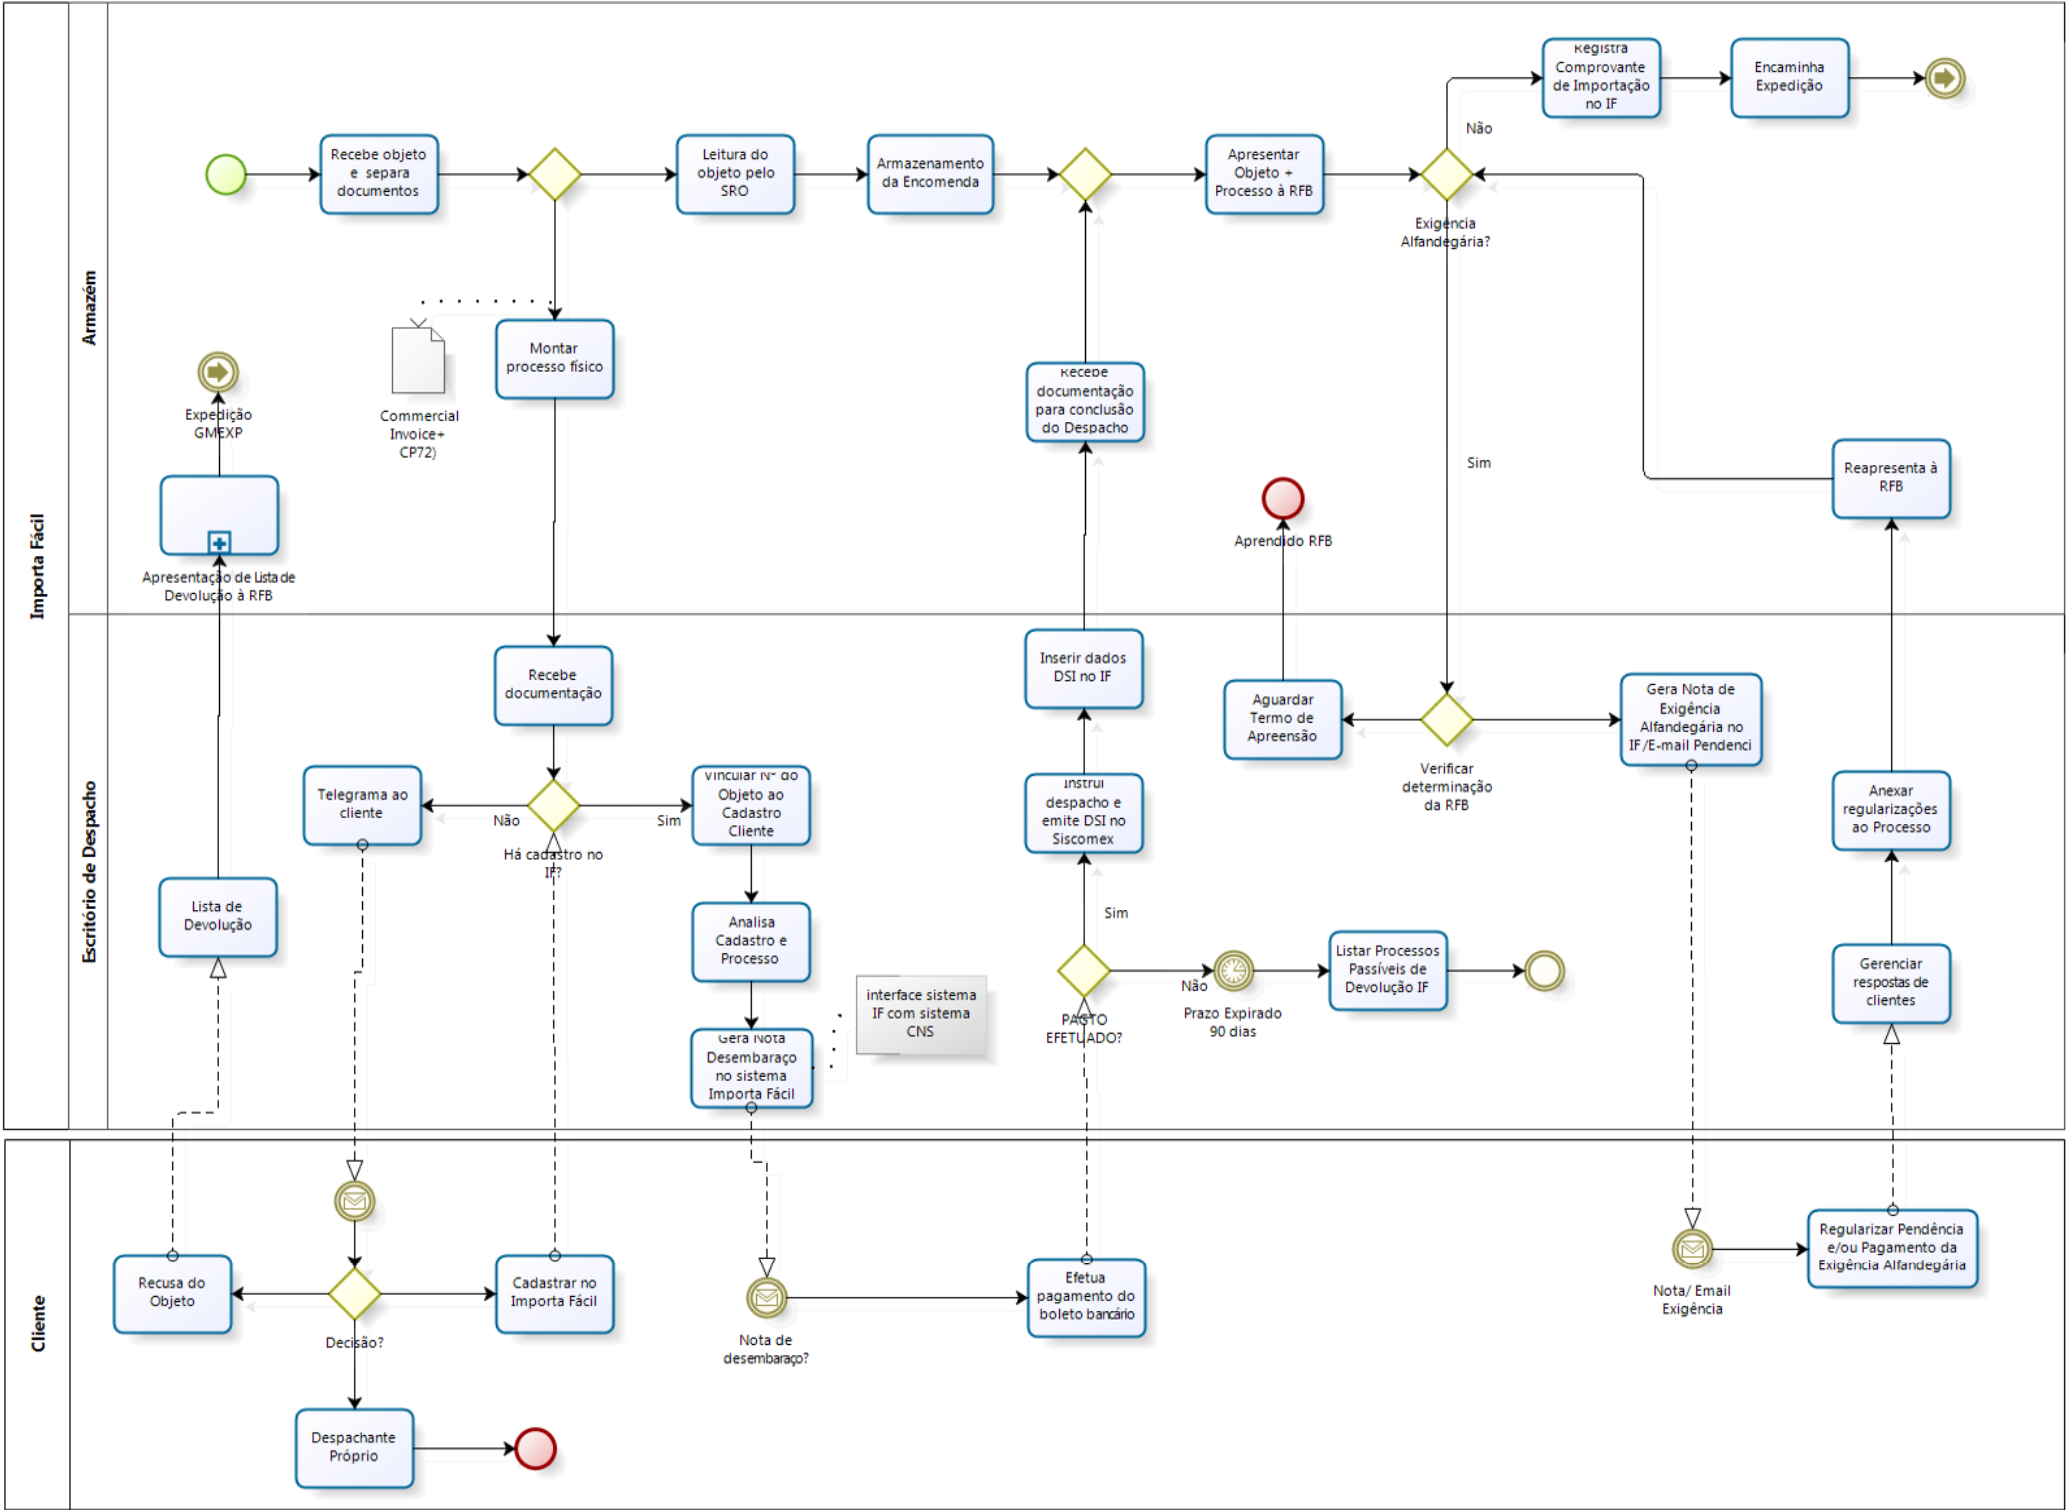 Importa Fácil
Armazém
Recebe objeto
e separa
documentos
Leitura do
objeto pelo
SRO
Armazenamento
da Encomenda
Apresentar
Objeto +
Processo à RFB
Exigência
Alfandegária?
Não
Sim
Registra
Comprovante
de Importação
no IF
Encaminha
Expedição
Montar
processo físico
Commercial
Invoice+
CP72)
Expedição
GMEXP
Apresentação de Lista de
Devolução à RFB
Recebe
documentação
para conclusão
do Despacho
Aprendido RFB
Reapresenta à
RFB
Escritório de Despacho
Recebe
documentação
Telegrama ao
cliente
Não
Sim
Há cadastro no
IF?
Vincular Nº do
Objeto ao
Cadastro
Cliente
Lista de
Devolução
Analisa
Cadastro e
Processo
Gera Nota
Desembaraço
no sistema
Importa Fácil
interface sistema
IF com sistema
CNS
Inserir dados
DSI no IF
Instrui
despacho e
emite DSI no
Siscomex
Sim
PAGTO
EFETUADO?
Não
Prazo Expirado
90 dias
Listar Processos
Passíveis de
Devolução IF
Aguardar
Termo de
Apreensão
Verificar
determinação
da RFB
Gera Nota de
Exigência
Alfandegária no
IF/E-mail Pendenci
Anexar
regularizações
ao Processo
Gerenciar
respostas de
clientes
Cliente
Recusa do
Objeto
Decisão?
Cadastrar no
Importa Fácil
Despachante
Próprio
Nota de
desembaraço?
Efetua
pagamento do
boleto bancário
Nota/ Email
Exigência
Regularizar Pendência
e/ou Pagamento da
Exigência Alfandegária